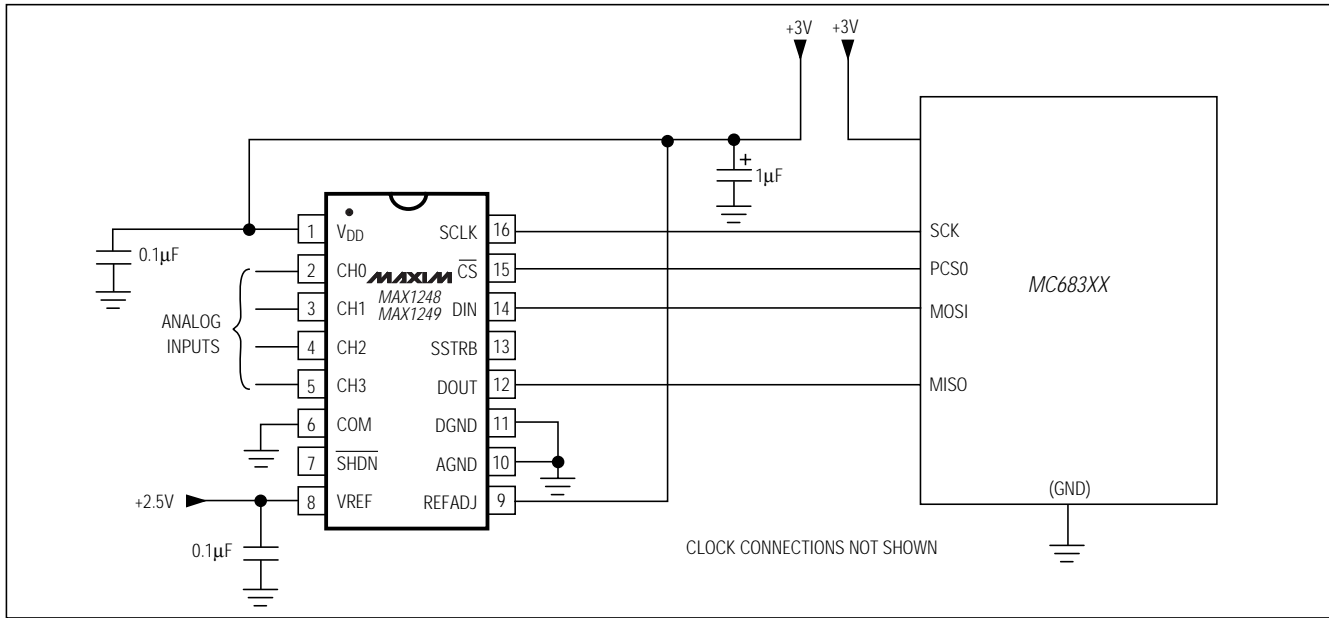 +3V +3V
+
1µF
0.1µF
1 VDD SCLK 16
2 CH0 MAXIM C̅S̅ 15
MAX1248
3 CH1 MAX1249 DIN 14
4 CH2 SSTRB 13
5 CH3 DOUT 12
6 COM DGND 11
7 S̅H̅D̅N̅ AGND 10
8 VREF REFADJ 9
ANALOG
INPUTS
+2.5V
0.1µF
SCK
PCS0
MC683XX
MOSI
MISO
(GND)
CLOCK CONNECTIONS NOT SHOWN